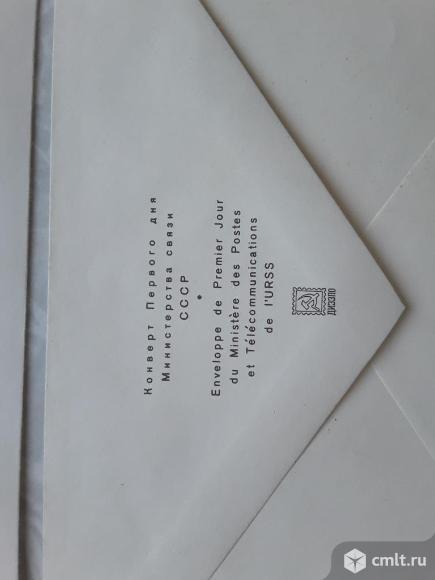 Конверт Первого дня
Министерства связи
СССР
Enveloppe de Premier Jour
du Ministère des Postes
et Télécommunications
de l'URSS
ДИЭЗПО
cmlt.ru